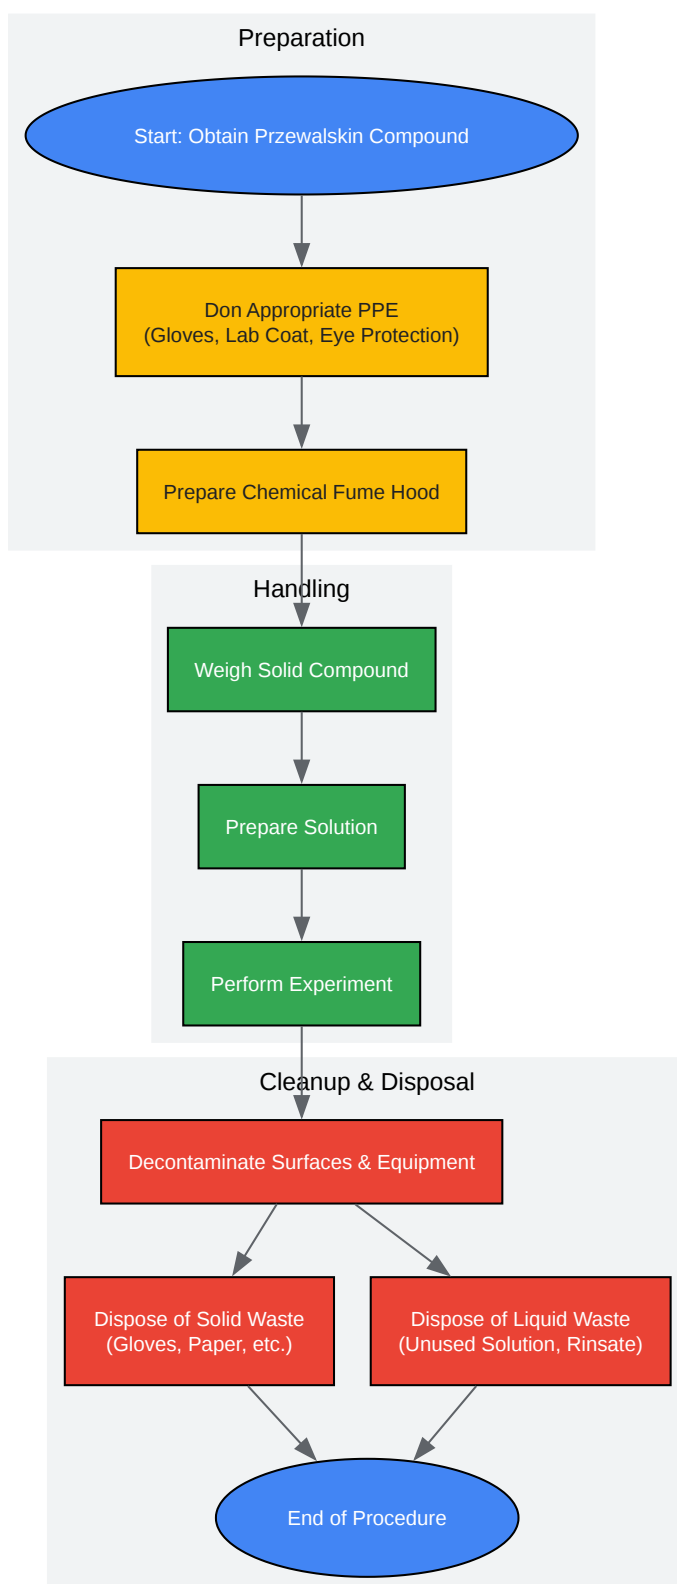 Preparation
Start: Obtain Przewalskin Compound
Don Appropriate PPE
(Gloves, Lab Coat, Eye Protection)
Prepare Chemical Fume Hood
Handling
Weigh Solid Compound
Prepare Solution
Perform Experiment
Cleanup & Disposal
Decontaminate Surfaces & Equipment
Dispose of Solid Waste
(Gloves, Paper, etc.)
Dispose of Liquid Waste
(Unused Solution, Rinsate)
End of Procedure